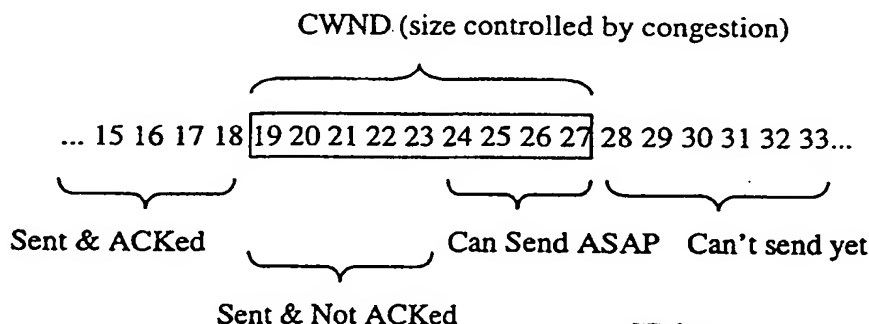 CWND (size controlled by congestion)
... 15 16 17 18 19 20 21 22 23 24 25 26 27 28 29 30 31 32 33...
Sent & ACKed
Can Send ASAP
Can't send yet
Sent & Not ACKed